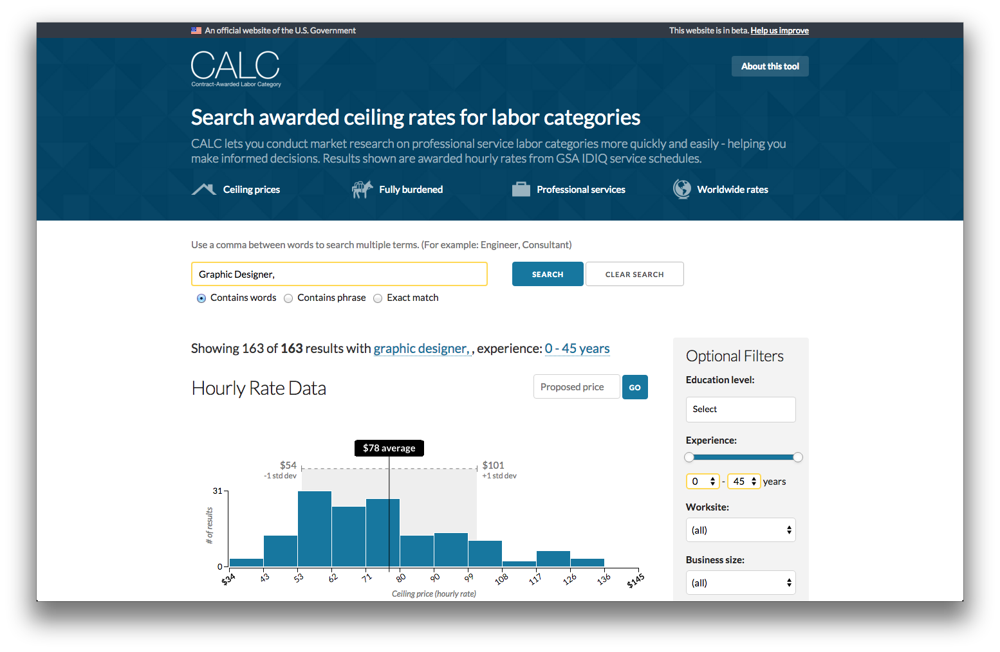 An official website of the U.S. Government
This website is in beta. Help us improve
CALC
Contract-Awarded Labor Category
About this tool
Search awarded ceiling rates for labor categories
CALC lets you conduct market research on professional service labor categories more quickly and easily - helping you
make informed decisions. Results shown are awarded hourly rates from GSA IDIQ service schedules.
Ceiling prices
Fully burdened
Professional services
Worldwide rates
Use a comma between words to search multiple terms. (For example: Engineer, Consultant)
Graphic Designer,
SEARCH
CLEAR SEARCH
Contains words
Contains phrase
Exact match
Showing 163 of 163 results with graphic designer, , experience: 0 - 45 years
Hourly Rate Data
Proposed price
GO
$78 average
$54
-1 std dev
$101
+1 std dev
31
# of results
0
$34
43
53
62
71
80
90
99
108
117
126
136
$145
Ceiling price (hourly rate)
Optional Filters
Education level:
Select
Experience:
0 - 45 years
Worksite:
(all)
Business size:
(all)